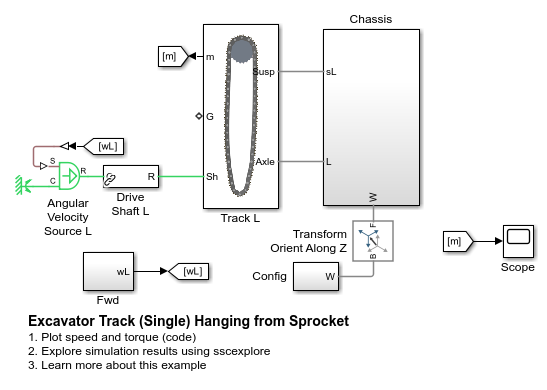 Chassis
[m]
m
Susp
sL
G
[wL]
S
R
C
R
Sh
Axle
L
Angular
Velocity
Source L
Drive
Shaft L
Track L
W
F
Transform
Orient Along Z
B
[m]
Scope
wL
[wL]
Config
W
Fwd
Excavator Track (Single) Hanging from Sprocket
1. Plot speed and torque (code)
2. Explore simulation results using sscexplore
3. Learn more about this example